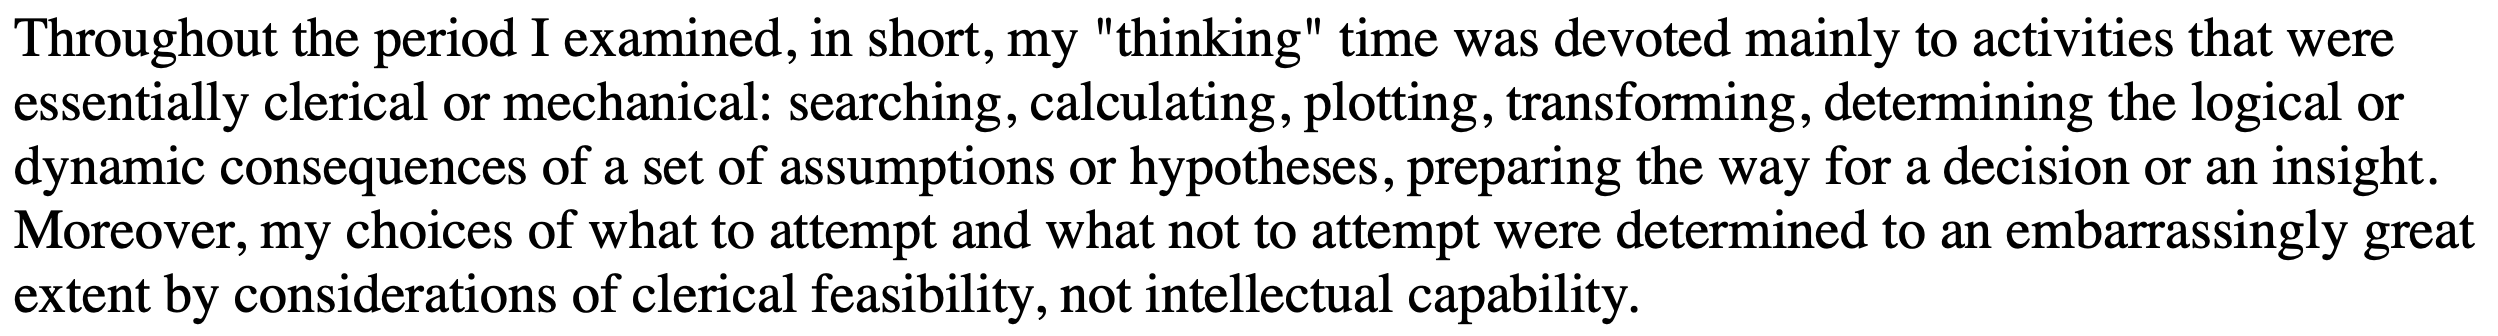 Throughout the period I examined, in short, my "thinking" time was devoted mainly to activities that were
essentially clerical or mechanical: searching, calculating, plotting, transforming, determining the logical or
dynamic consequences of a set of assumptions or hypotheses, preparing the way for a decision or an insight.
Moreover, my choices of what to attempt and what not to attempt were determined to an embarrassingly great
extent by considerations of clerical feasibility, not intellectual capability.